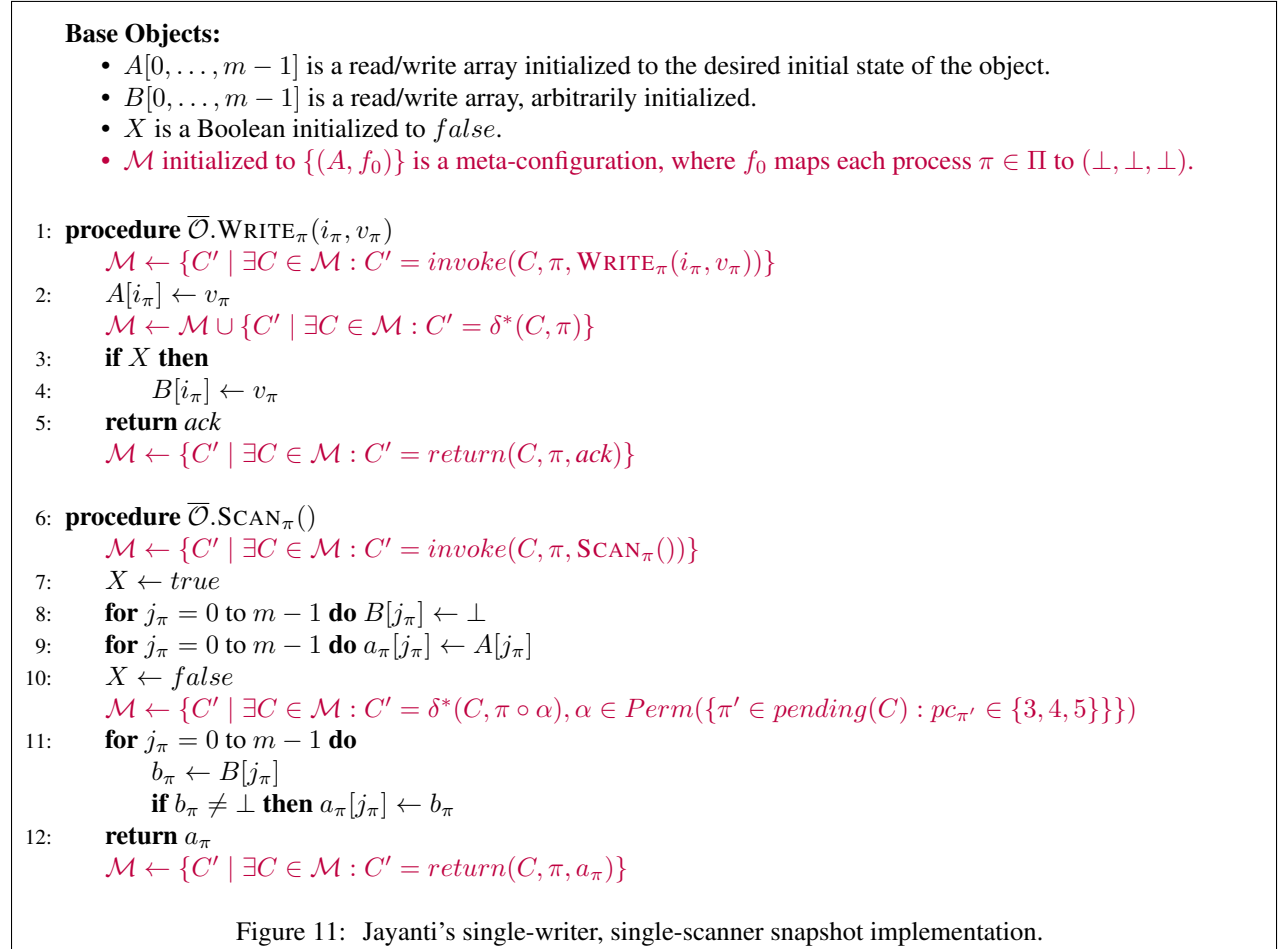 Base Objects:
• A[0, . . . , m − 1] is a read/write array initialized to the desired initial state of the object.
• B[0, . . . , m − 1] is a read/write array, arbitrarily initialized.
• X is a Boolean initialized to false.
• ℳ initialized to {(A, f₀)} is a meta-configuration, where f₀ maps each process π ∈ Π to (⊥, ⊥, ⊥).
1: procedure 𝒪̅.WRITE_π(i_π, v_π)
ℳ ← {C′ | ∃C ∈ ℳ : C′ = invoke(C, π, WRITE_π(i_π, v_π))}
2: A[i_π] ← v_π
ℳ ← ℳ ∪ {C′ | ∃C ∈ ℳ : C′ = δ*(C, π)}
3: if X then
4: B[i_π] ← v_π
5: return ack
ℳ ← {C′ | ∃C ∈ ℳ : C′ = return(C, π, ack)}
6: procedure 𝒪̅.SCAN_π()
ℳ ← {C′ | ∃C ∈ ℳ : C′ = invoke(C, π, SCAN_π())}
7: X ← true
8: for j_π = 0 to m − 1 do B[j_π] ← ⊥
9: for j_π = 0 to m − 1 do a_π[j_π] ← A[j_π]
10: X ← false
ℳ ← {C′ | ∃C ∈ ℳ : C′ = δ*(C, π ∘ α), α ∈ Perm({π′ ∈ pending(C) : pc_π′ ∈ {3, 4, 5}}})
11: for j_π = 0 to m − 1 do
b_π ← B[j_π]
if b_π ≠ ⊥ then a_π[j_π] ← b_π
12: return a_π
ℳ ← {C′ | ∃C ∈ ℳ : C′ = return(C, π, a_π)}
Figure 11: Jayanti's single-writer, single-scanner snapshot implementation.